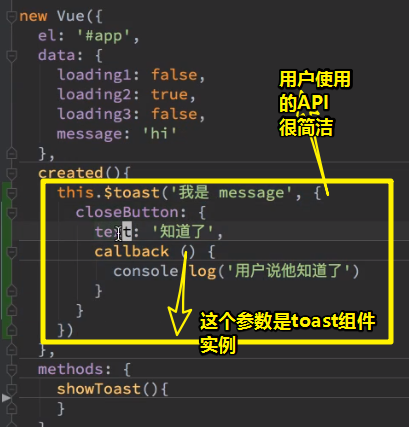 new Vue({
el: '#app',
data: {
loading1: false,
loading2: true,
loading3: false,
message: 'hi'
},
created(){
this.$toast('我是 message', {
closeButton: {
text: '知道了',
callback () {
console.log('用户说他知道了')
}
}
})
},
methods: {
showToast(){
}
用户使用
的API
很简洁
这个参数是toast组件
实例